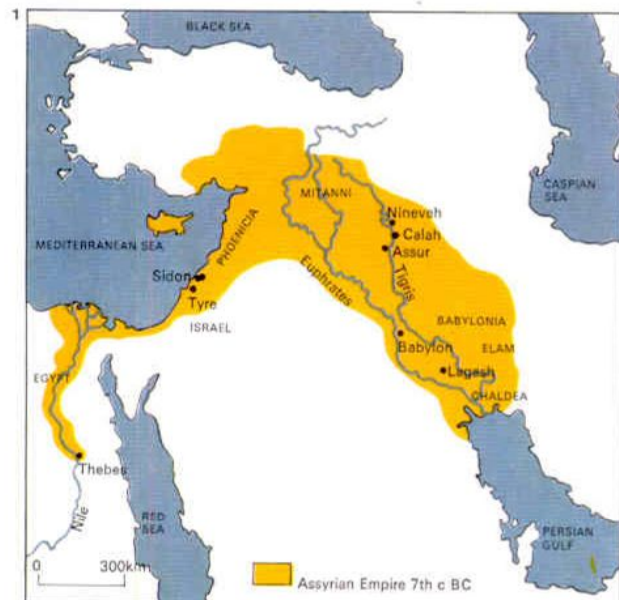 1
BLACK SEA
CASPIAN
SEA
MITANNI
Nineveh
Calah
Assur
MEDITERRANEAN SEA
PHOENICIA
Sidon
Tyre
ISRAEL
Euphrates
Tigris
BABYLONIA
Babylon
ELAM
Lagash
CHALDEA
EGYPT
Thebes
Nile
RED
SEA
PERSIAN
GULF
0 300km
Assyrian Empire 7th c BC